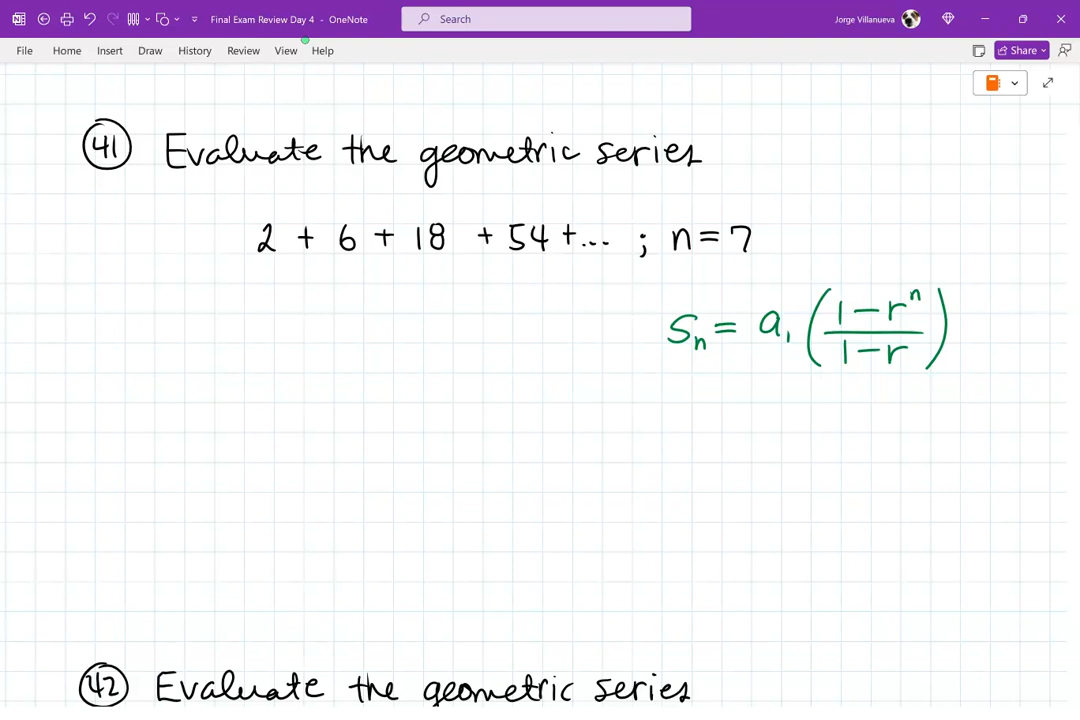 Final Exam Review Day 4 - OneNote
Search
Jorge Villanueva
File Home Insert Draw History Review View Help
Share
41 Evaluate the geometric series
2 + 6 + 18 + 54 + ... ; n = 7
Sn = a1 ( (1 - r^n) / (1 - r) )
42 Evaluate the geometric series